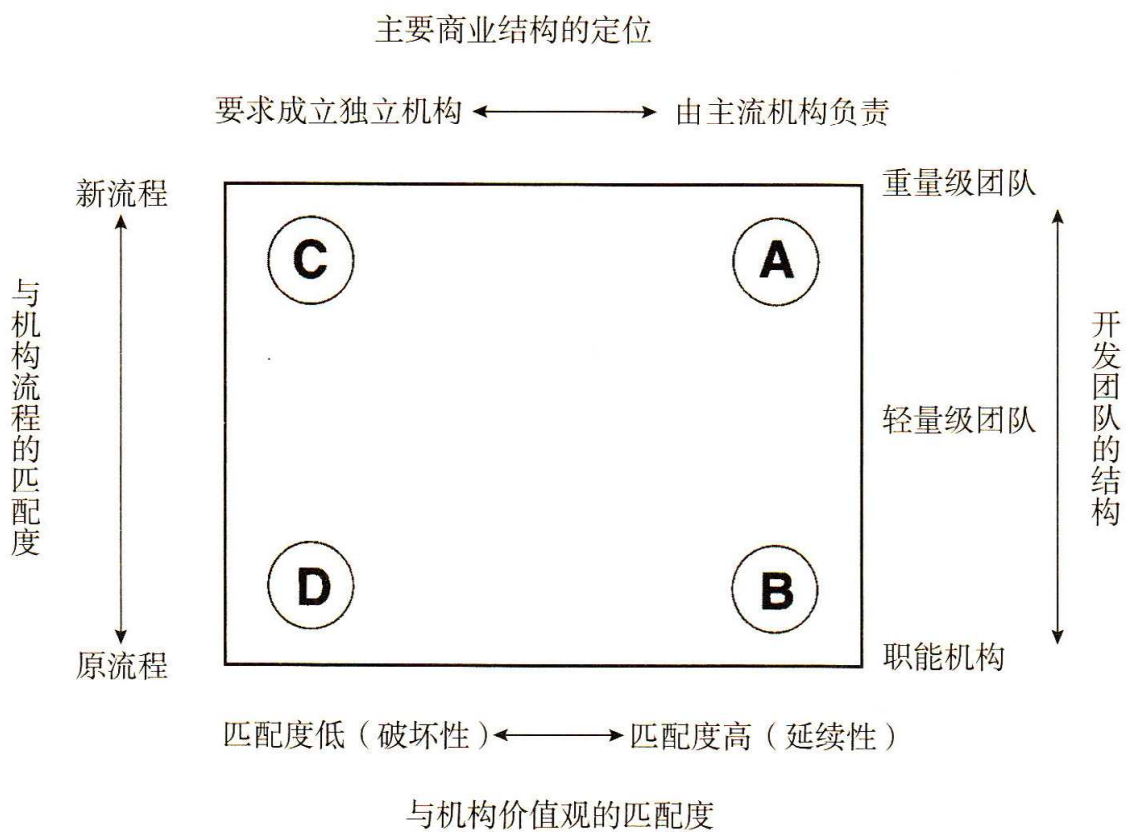 主要商业结构的定位
要求成立独立机构
由主流机构负责
新流程
重量级团队
C
A
与机构流程的匹配度
轻量级团队
开发团队的结构
D
B
原流程
职能机构
匹配度低（破坏性）
匹配度高（延续性）
与机构价值观的匹配度